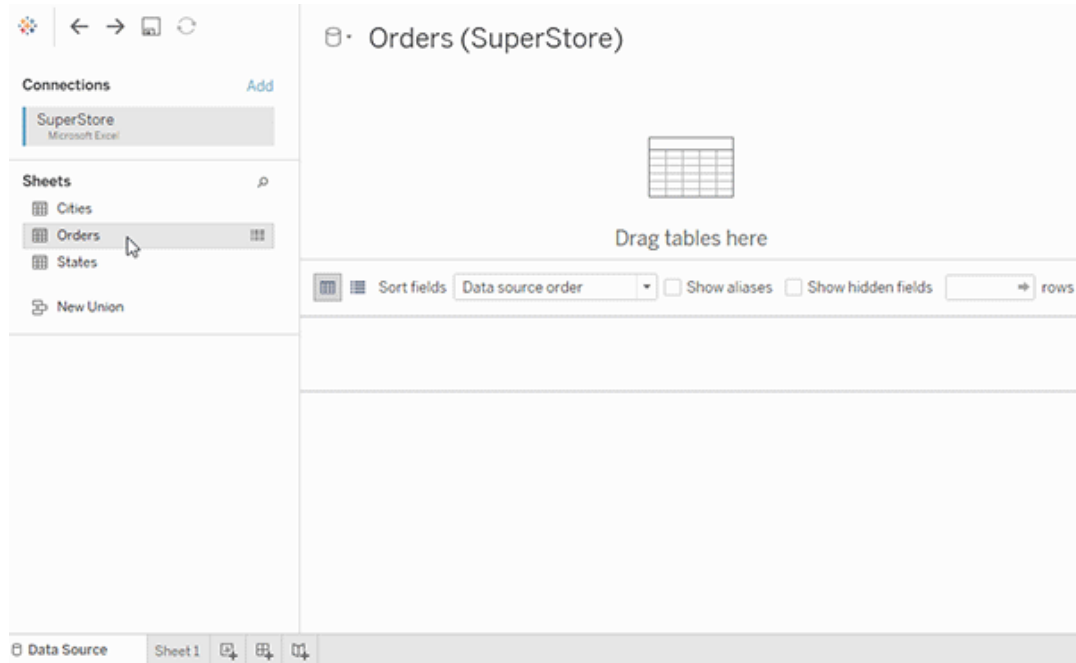 Orders (SuperStore)
Connections
Add
SuperStore
Microsoft Excel
Sheets
Cities
Orders
States
New Union
Drag tables here
Sort fields Data source order Show aliases Show hidden fields rows
Data Source Sheet 1